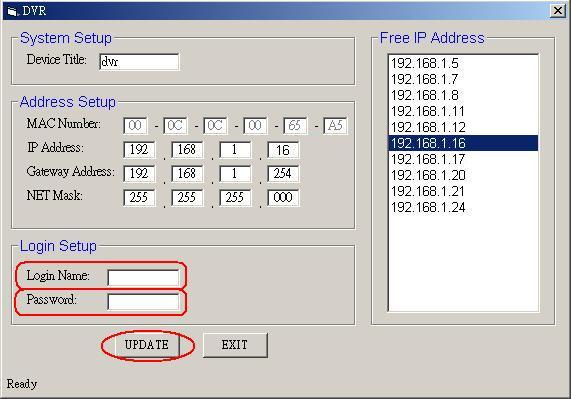 DVR
System Setup
Device Title: dvr
Address Setup
MAC Number: 00 - 0C - 0C - 00 - 65 - A5
IP Address: 192 . 168 . 1 . 16
Gateway Address: 192 . 168 . 1 . 254
NET Mask: 255 . 255 . 255 . 000
Login Setup
Login Name:
Password:
UPDATE EXIT
Ready
Free IP Address
192.168.1.5
192.168.1.7
192.168.1.8
192.168.1.11
192.168.1.12
192.168.1.16
192.168.1.17
192.168.1.20
192.168.1.21
192.168.1.24